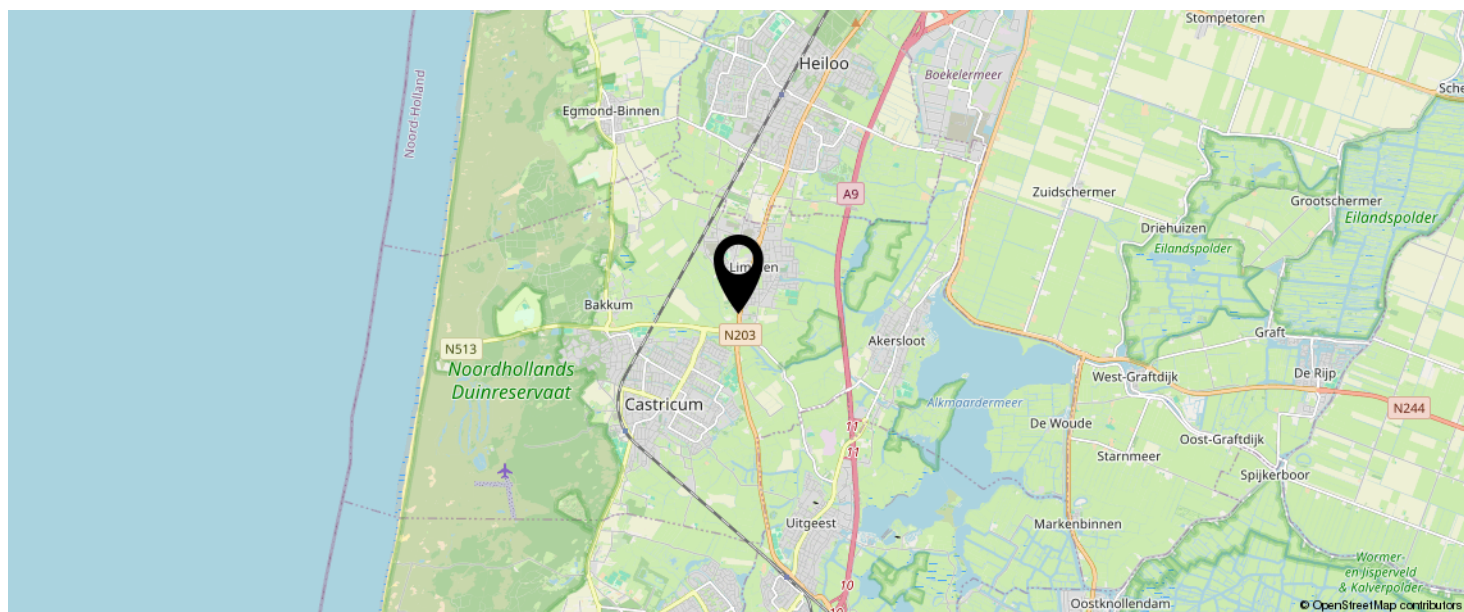 Stompetoren
Heiloo
Boekelermeer
Noord-Holland
Egmond-Binnen
A9
Zuidschermer
Grootschermer
Eilandspolder
Driehuizen
Eilandspolder
Bakkum
N203
N513
Akersloot
Graft
Noordhollands
Duinreservaat
West-Graftdijk
De Rijp
Castricum
Alkmaardermeer
N244
De Woude
11
11
Oost-Graftdijk
Starnmeer
Spijkerboor
Uitgeest
Markenbinnen
Wormer-
en Jisperveld
& Kalverpolder
10
10
Oostknollendam
© OpenStreetMap contributors